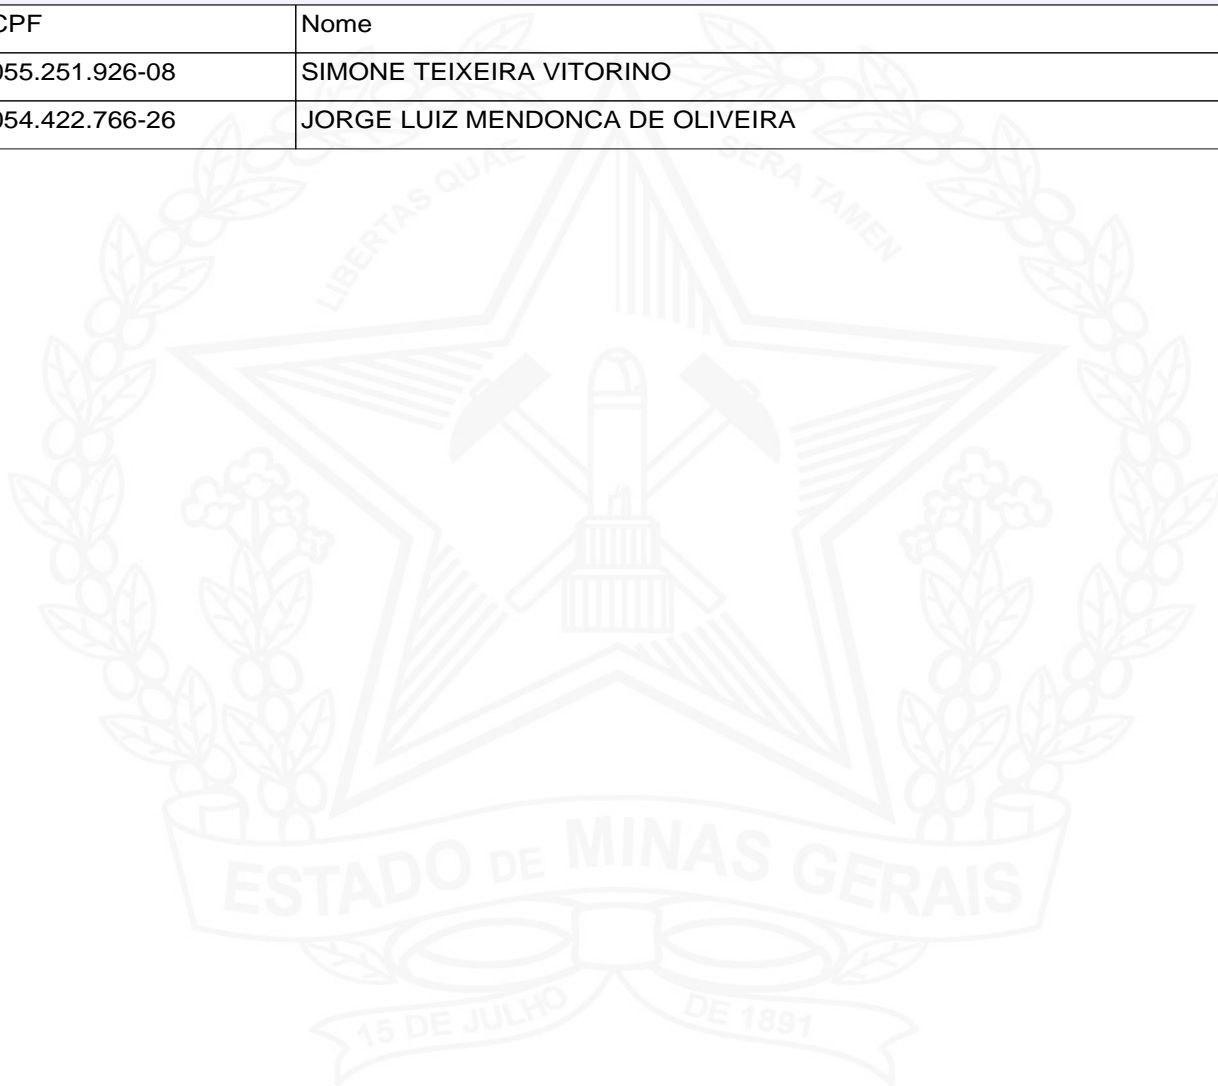 CPF Nome
055.251.926-08 SIMONE TEIXEIRA VITORINO
054.422.766-26 JORGE LUIZ MENDONCA DE OLIVEIRA
LIBERTAS QUAE SERA TAMEN
ESTADO DE MINAS GERAIS
15 DE JULHO DE 1891